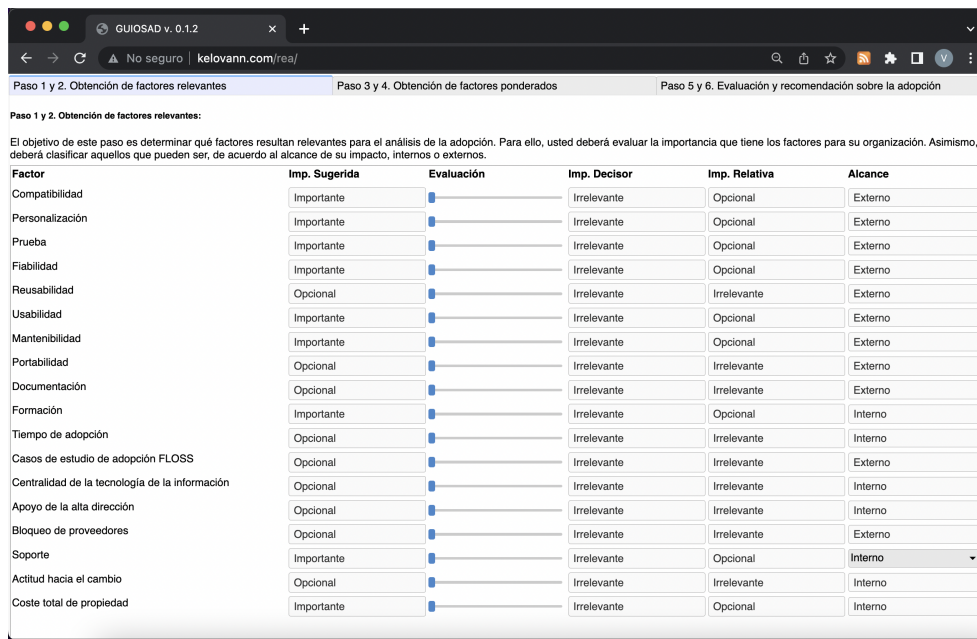 GUIOSAD v. 0.1.2
No seguro kelovann.com/rea/
V
Paso 1 y 2. Obtención de factores relevantes Paso 3 y 4. Obtención de factores ponderados Paso 5 y 6. Evaluación y recomendación sobre la adopción
Paso 1 y 2. Obtención de factores relevantes:
El objetivo de este paso es determinar qué factores resultan relevantes para el análisis de la adopción. Para ello, usted deberá evaluar la importancia que tiene los factores para su organización. Asimismo,
deberá clasificar aquellos que pueden ser, de acuerdo al alcance de su impacto, internos o externos.
Factor Imp. Sugerida Evaluación Imp. Decisor Imp. Relativa Alcance
Compatibilidad Importante Irrelevante Opcional Externo
Personalización Importante Irrelevante Opcional Externo
Prueba Importante Irrelevante Opcional Externo
Fiabilidad Importante Irrelevante Opcional Externo
Reusabilidad Opcional Irrelevante Irrelevante Externo
Usabilidad Importante Irrelevante Opcional Externo
Mantenibilidad Importante Irrelevante Opcional Externo
Portabilidad Opcional Irrelevante Irrelevante Externo
Documentación Opcional Irrelevante Irrelevante Externo
Formación Importante Irrelevante Opcional Interno
Tiempo de adopción Opcional Irrelevante Irrelevante Interno
Casos de estudio de adopción FLOSS Opcional Irrelevante Irrelevante Externo
Centralidad de la tecnología de la información Opcional Irrelevante Irrelevante Interno
Apoyo de la alta dirección Opcional Irrelevante Irrelevante Interno
Bloqueo de proveedores Opcional Irrelevante Irrelevante Externo
Soporte Importante Irrelevante Opcional Interno
Actitud hacia el cambio Opcional Irrelevante Irrelevante Interno
Coste total de propiedad Importante Irrelevante Opcional Interno